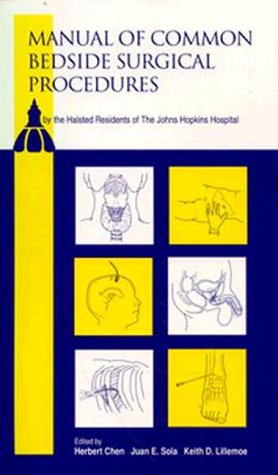 MANUAL OF COMMON
BEDSIDE SURGICAL
PROCEDURES
by the Halsted Residents of The Johns Hopkins Hospital
Edited by
Herbert Chen Juan E. Sola Keith D. Lillemoe